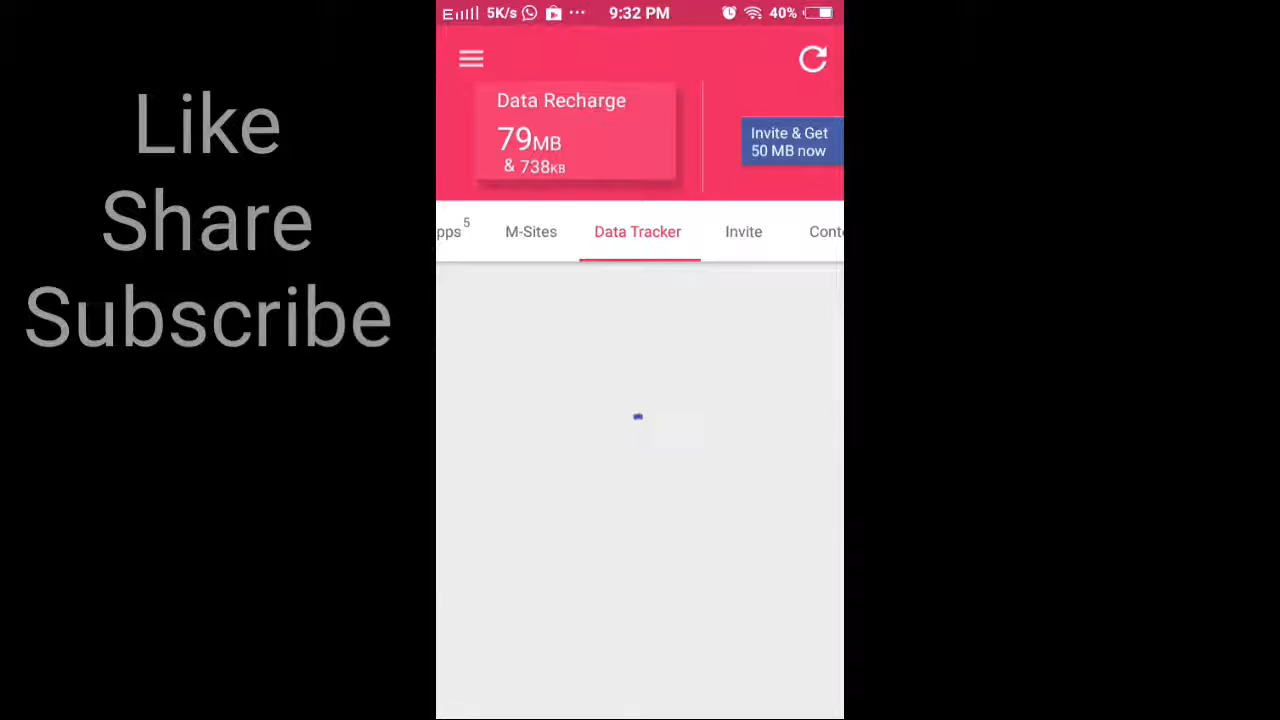 Like
Share
Subscribe
5K/s 9:32 PM 40%
Data Recharge
79MB
& 738KB
Invite & Get
50 MB now
pps 5 M-Sites Data Tracker Invite Cont